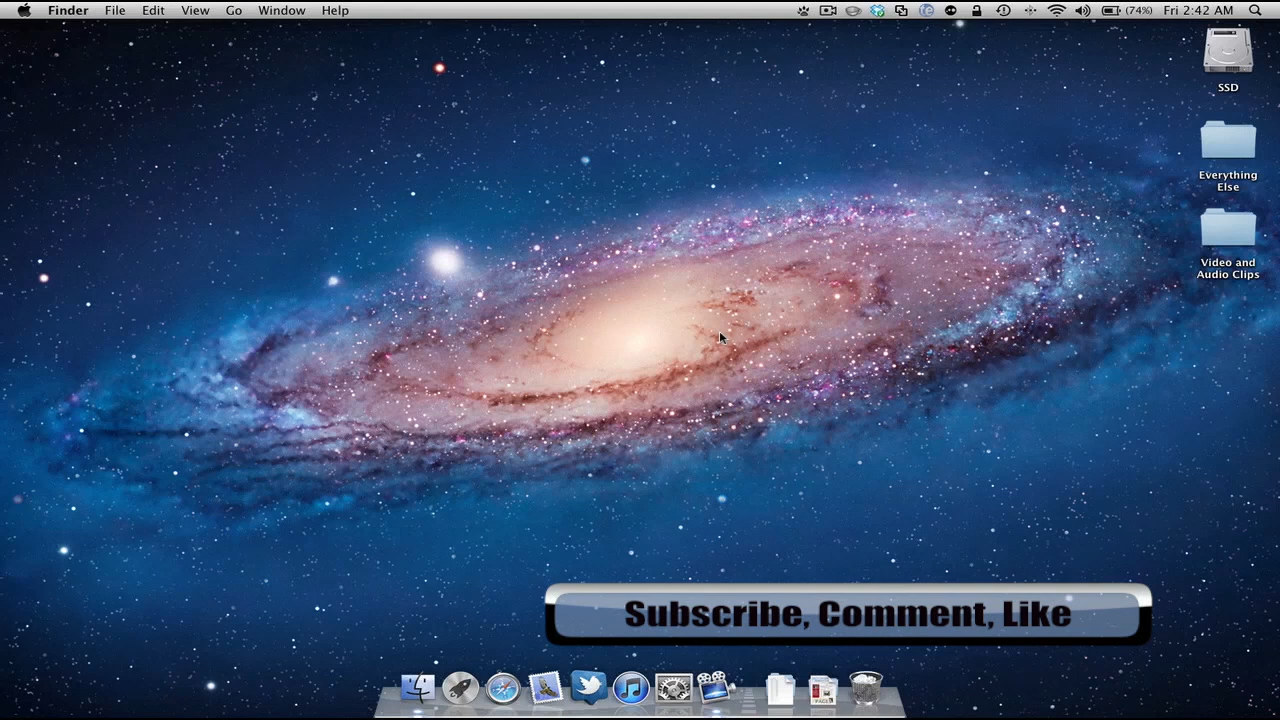 Finder File Edit View Go Window Help (74%) Fri 2:42 AM
SSD
Everything
Else
Video and
Audio Clips
Subscribe, Comment, Like